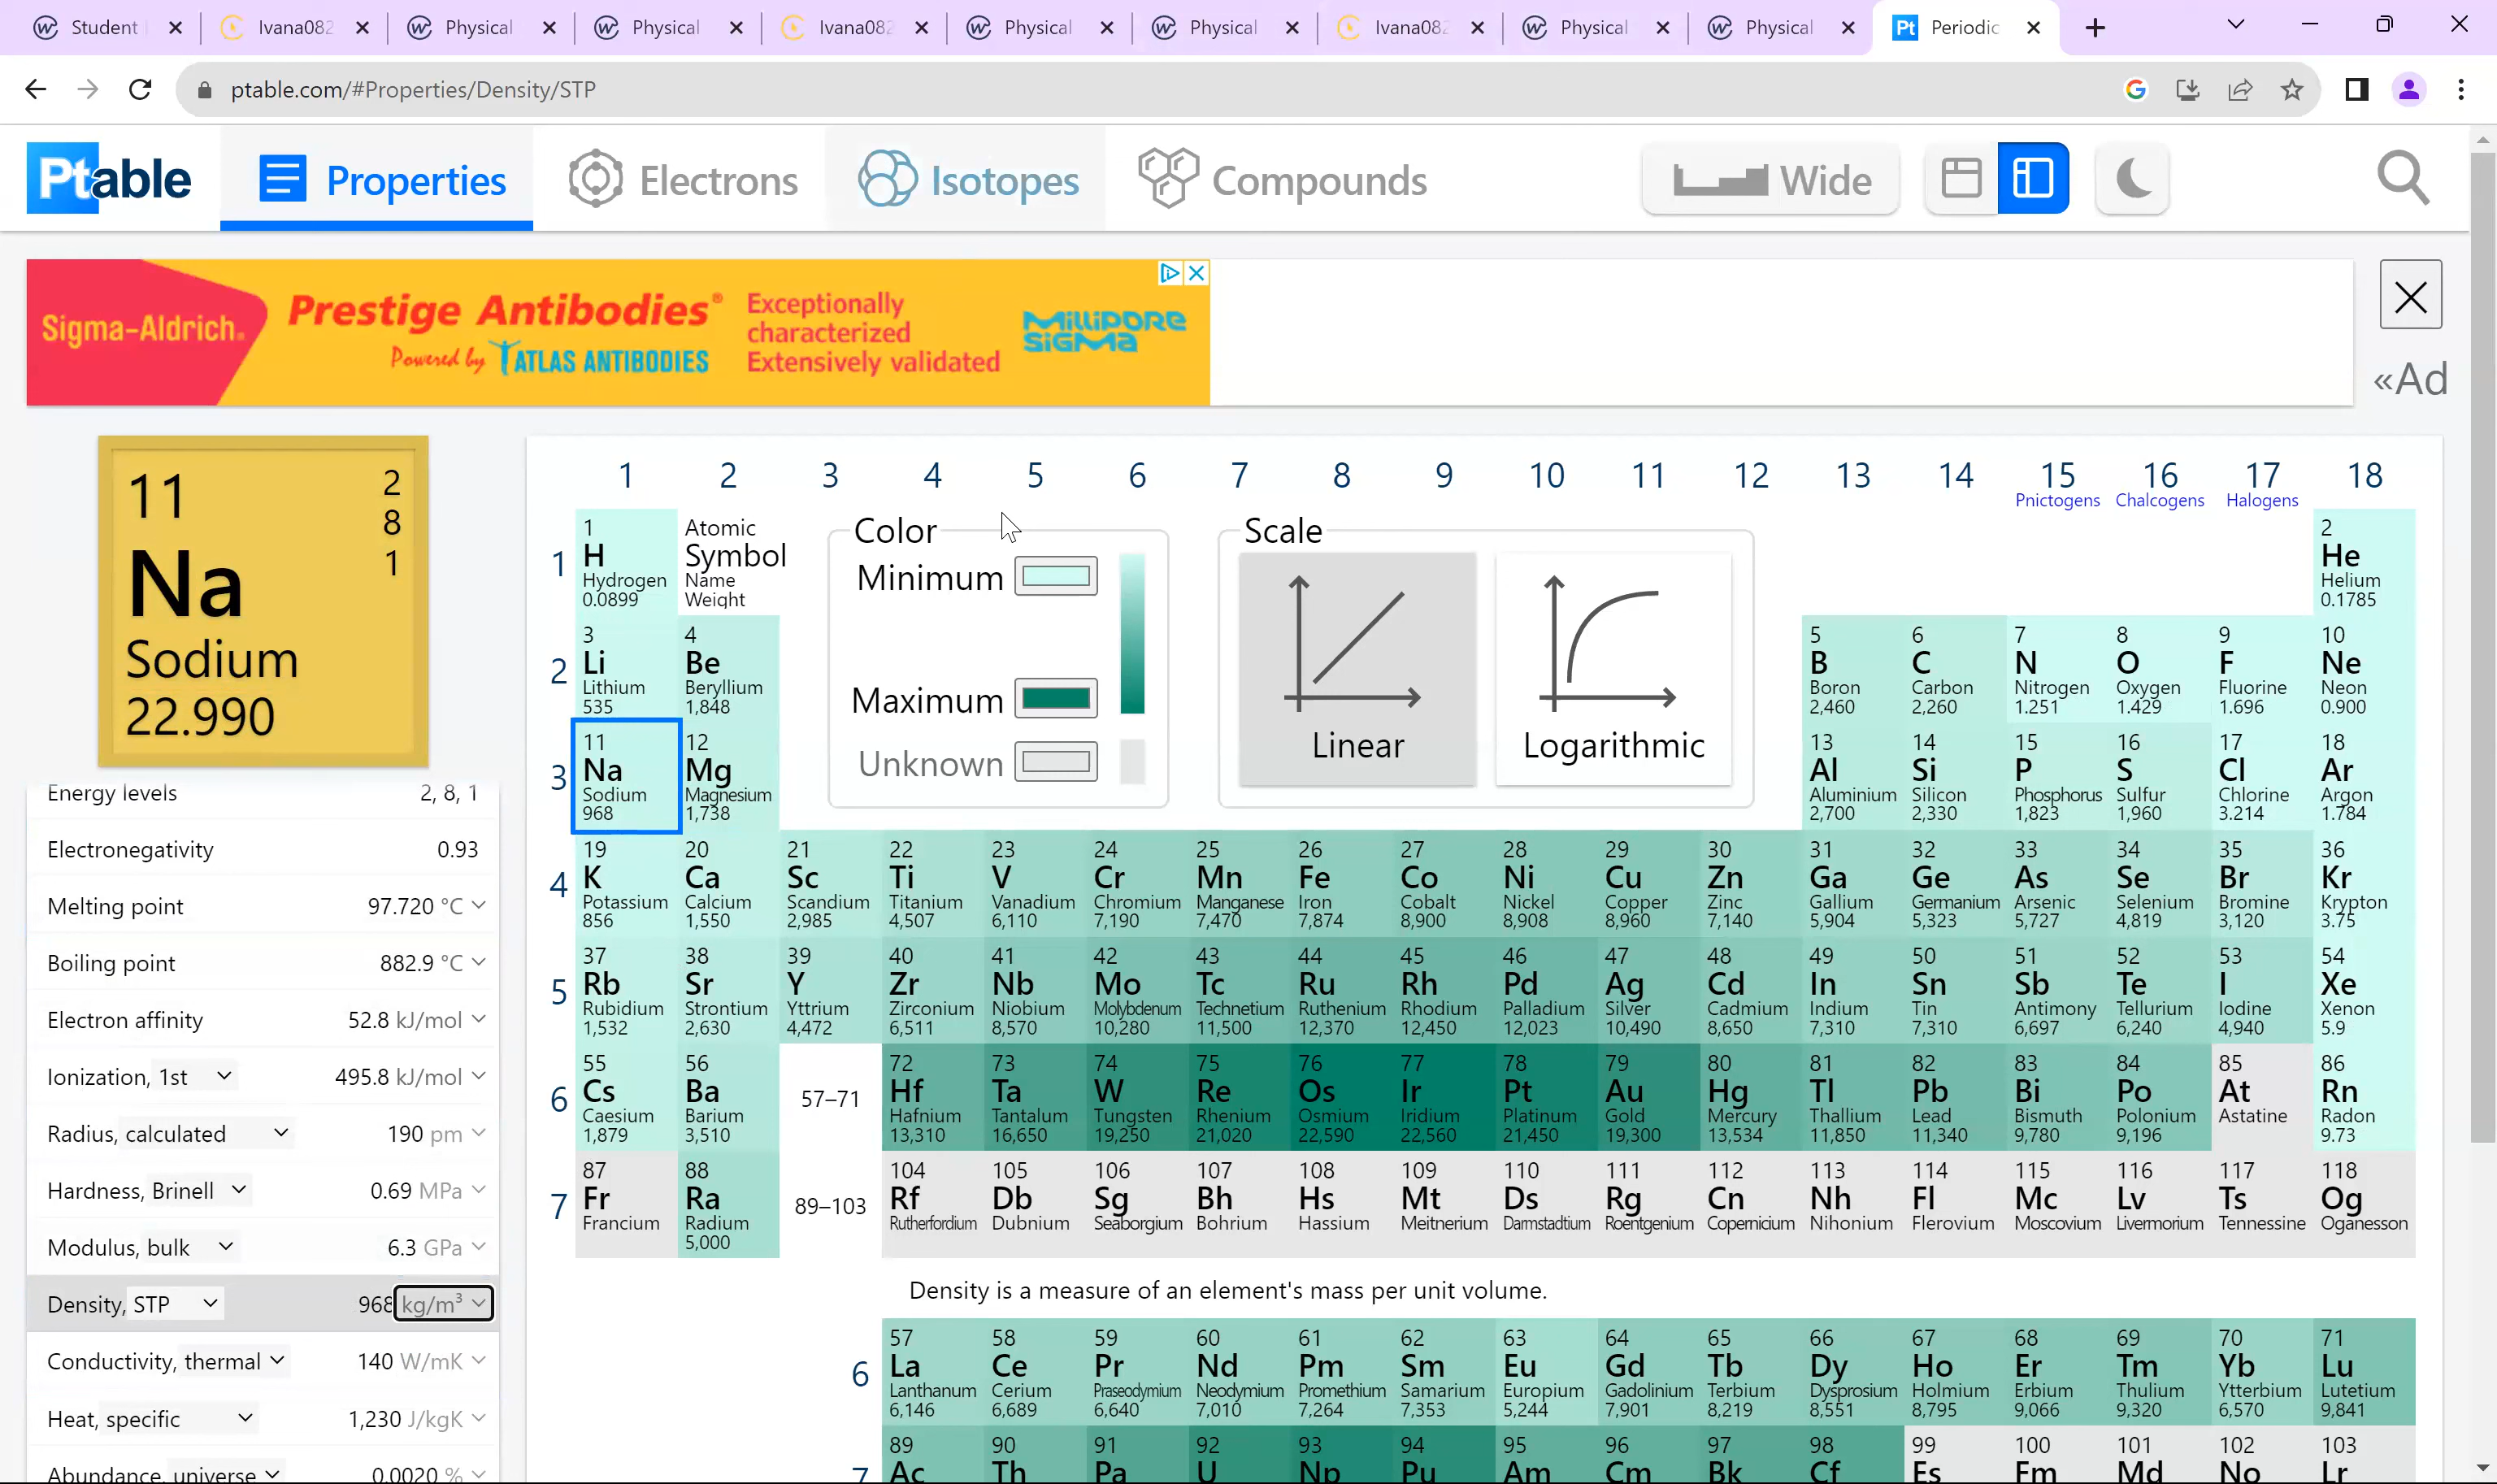 Student
Ivana082
Physical
Physical
Ivana082
Physical
Physical
Ivana082
Physical
Physical
Pt Periodic
ptable.com/#Properties/Density/STP
Ptable Properties Electrons Isotopes Compounds Wide
Sigma-Aldrich.
Prestige Antibodies®
Powered by ATLAS ANTIBODIES
Exceptionally
characterized
Extensively validated
MILLIPORE
SIGMA
«Ad
11 2
8
1
Na
Sodium
22.990
Energy levels 2, 8, 1
Electronegativity 0.93
Melting point 97.720 °C
Boiling point 882.9 °C
Electron affinity 52.8 kJ/mol
Ionization, 1st 495.8 kJ/mol
Radius, calculated 190 pm
Hardness, Brinell 0.69 MPa
Modulus, bulk 6.3 GPa
Density, STP 968 kg/m³
Conductivity, thermal 140 W/mK
Heat, specific 1,230 J/kgK
Abundance, universe 0.0020 %
1 2 3 4 5 6 7 8 9 10 11 12 13 14 15 16 17 18
Pnictogens Chalcogens Halogens
Atomic
Symbol
Name
Weight
Color
Minimum
Maximum
Unknown
Scale
Linear
Logarithmic
1
1 2
H He
Hydrogen Helium
0.0899 0.1785
2
3 4 5 6 7 8 9 10
Li Be B C N O F Ne
Lithium Beryllium Boron Carbon Nitrogen Oxygen Fluorine Neon
535 1,848 2,460 2,260 1.251 1.429 1.696 0.900
3
11 12 13 14 15 16 17 18
Na Mg Al Si P S Cl Ar
Sodium Magnesium Aluminium Silicon Phosphorus Sulfur Chlorine Argon
968 1,738 2,700 2,330 1,823 1,960 3.214 1.784
4
19 20 21 22 23 24 25 26 27 28 29 30 31 32 33 34 35 36
K Ca Sc Ti V Cr Mn Fe Co Ni Cu Zn Ga Ge As Se Br Kr
Potassium Calcium Scandium Titanium Vanadium Chromium Manganese Iron Cobalt Nickel Copper Zinc Gallium Germanium Arsenic Selenium Bromine Krypton
856 1,550 2,985 4,507 6,110 7,190 7,470 7,874 8,900 8,908 8,960 7,140 5,904 5,323 5,727 4,819 3,120 3.75
5
37 38 39 40 41 42 43 44 45 46 47 48 49 50 51 52 53 54
Rb Sr Y Zr Nb Mo Tc Ru Rh Pd Ag Cd In Sn Sb Te I Xe
Rubidium Strontium Yttrium Zirconium Niobium Molybdenum Technetium Ruthenium Rhodium Palladium Silver Cadmium Indium Tin Antimony Tellurium Iodine Xenon
1,532 2,630 4,472 6,511 8,570 10,280 11,500 12,370 12,450 12,023 10,490 8,650 7,310 7,310 6,697 6,240 4,940 5.9
6
55 56 57–71 72 73 74 75 76 77 78 79 80 81 82 83 84 85 86
Cs Ba Hf Ta W Re Os Ir Pt Au Hg Tl Pb Bi Po At Rn
Caesium Barium Hafnium Tantalum Tungsten Rhenium Osmium Iridium Platinum Gold Mercury Thallium Lead Bismuth Polonium Astatine Radon
1,879 3,510 13,310 16,650 19,250 21,020 22,590 22,560 21,450 19,300 13,534 11,850 11,340 9,780 9,196 9.73
7
87 88 89–103 104 105 106 107 108 109 110 111 112 113 114 115 116 117 118
Fr Ra Rf Db Sg Bh Hs Mt Ds Rg Cn Nh Fl Mc Lv Ts Og
Francium Radium Rutherfordium Dubnium Seaborgium Bohrium Hassium Meitnerium Darmstadtium Roentgenium Copernicium Nihonium Flerovium Moscovium Livermorium Tennessine Oganesson
5,000
Density is a measure of an element's mass per unit volume.
6
57 58 59 60 61 62 63 64 65 66 67 68 69 70 71
La Ce Pr Nd Pm Sm Eu Gd Tb Dy Ho Er Tm Yb Lu
Lanthanum Cerium Praseodymium Neodymium Promethium Samarium Europium Gadolinium Terbium Dysprosium Holmium Erbium Thulium Ytterbium Lutetium
6,146 6,689 6,640 7,010 7,264 7,353 5,244 7,901 8,219 8,551 8,795 9,066 9,320 6,570 9,841
7
89 90 91 92 93 94 95 96 97 98 99 100 101 102 103
Ac Th Pa U Np Pu Am Cm Bk Cf Es Fm Md No Lr